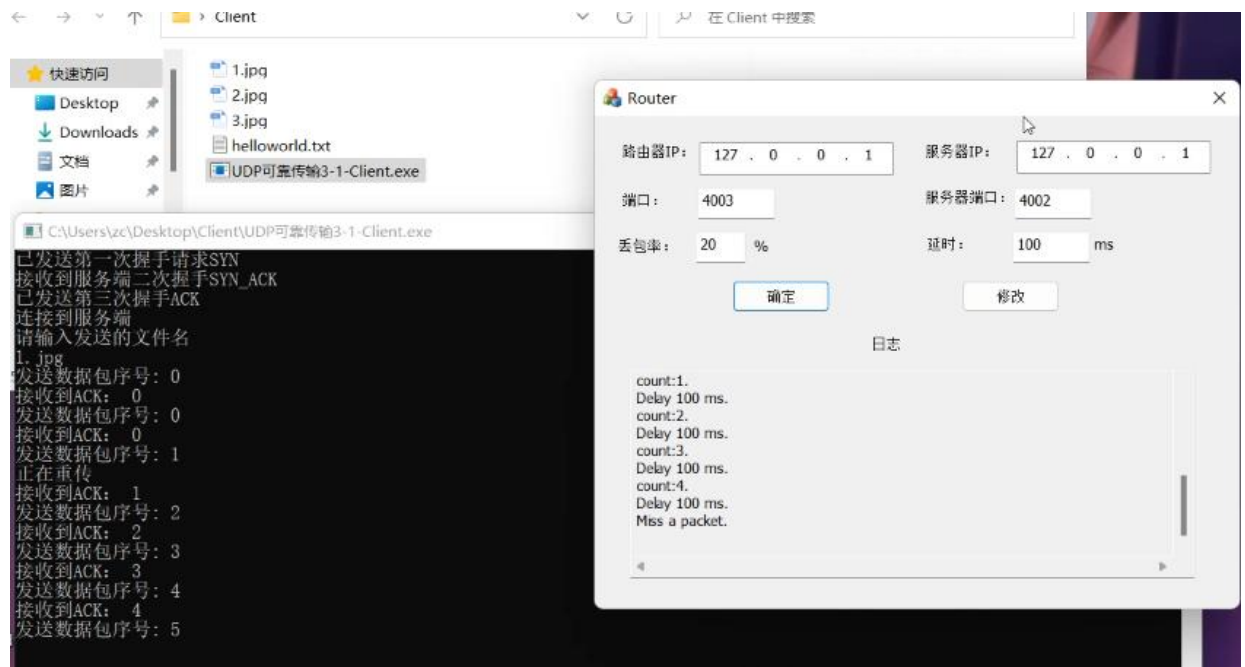 Client
在 Client 中搜索
快速访问
Desktop
Downloads
文档
图片
1.jpg
2.jpg
3.jpg
helloworld.txt
UDP可靠传输3-1-Client.exe
C:\Users\zc\Desktop\Client\UDP可靠传输3-1-Client.exe
已发送第一次握手请求SYN
接收到服务端二次握手SYN_ACK
已发送第三次握手ACK
连接到服务端
请输入发送的文件名
1.jpg
发送数据包序号: 0
接收到ACK: 0
发送数据包序号: 0
接收到ACK: 0
发送数据包序号: 1
正在重传
接收到ACK: 1
发送数据包序号: 2
接收到ACK: 2
发送数据包序号: 3
接收到ACK: 3
发送数据包序号: 4
接收到ACK: 4
发送数据包序号: 5
Router
路由器IP: 127 . 0 . 0 . 1 服务器IP: 127 . 0 . 0 . 1
端口: 4003 服务器端口: 4002
丢包率: 20 % 延时: 100 ms
确定 修改
日志
count:1.
Delay 100 ms.
count:2.
Delay 100 ms.
count:3.
Delay 100 ms.
count:4.
Delay 100 ms.
Miss a packet.